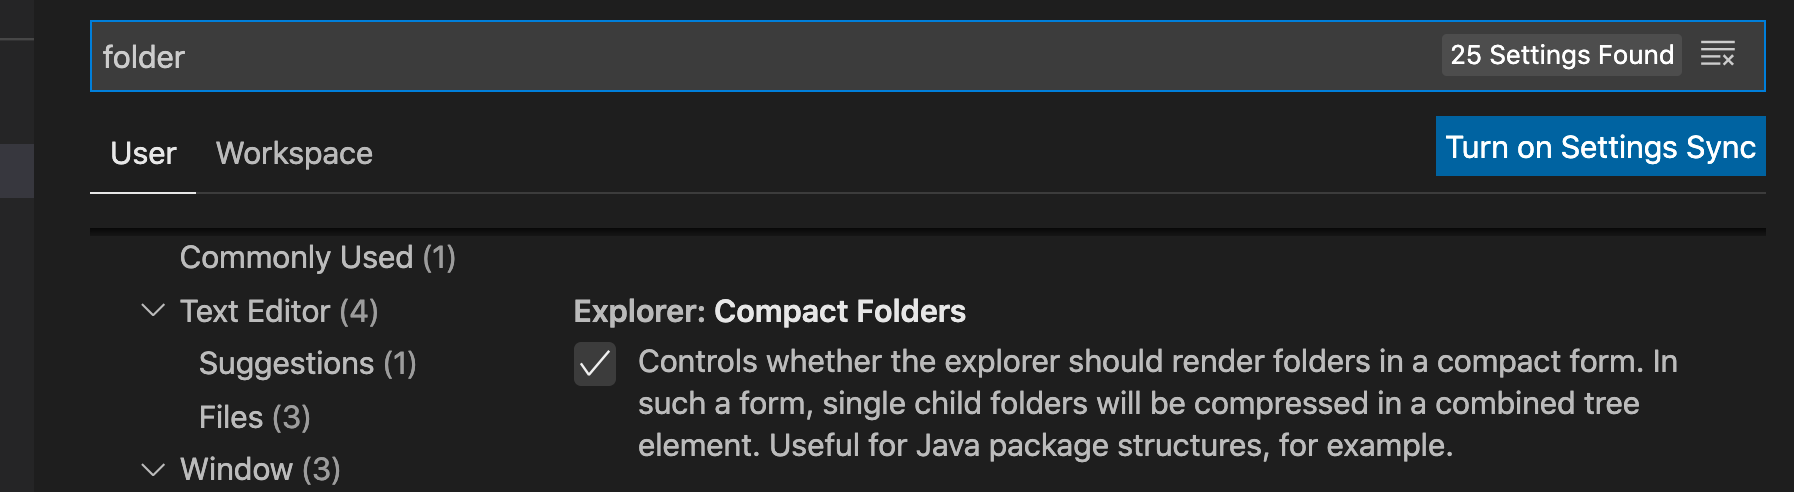 folder
25 Settings Found
User
Workspace
Turn on Settings Sync
Commonly Used (1)
Text Editor (4)
Suggestions (1)
Files (3)
Window (3)
Explorer: Compact Folders
Controls whether the explorer should render folders in a compact form. In
such a form, single child folders will be compressed in a combined tree
element. Useful for Java package structures, for example.